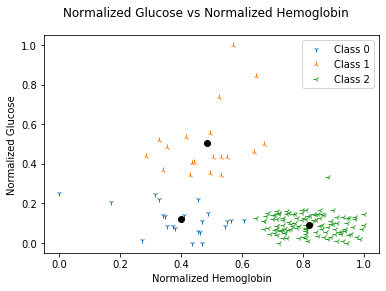 Normalized Glucose vs Normalized Hemoglobin
1.0
0.8
0.6
0.4
0.2
0.0
Normalized Glucose
Class 0
Class 1
Class 2
0.0 0.2 0.4 0.6 0.8 1.0
Normalized Hemoglobin